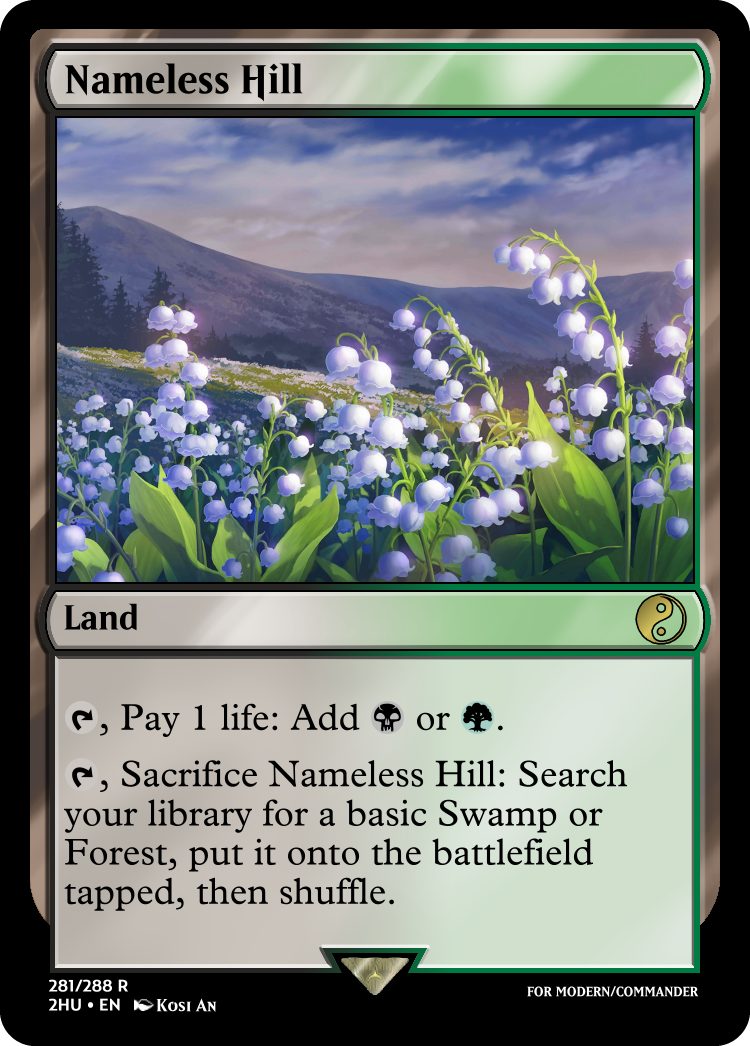 Nameless Hill
Land
, Pay 1 life: Add or .
, Sacrifice Nameless Hill: Search
your library for a basic Swamp or
Forest, put it onto the battlefield
tapped, then shuffle.
281/288 R
2HU • EN Kosi An
FOR MODERN/COMMANDER